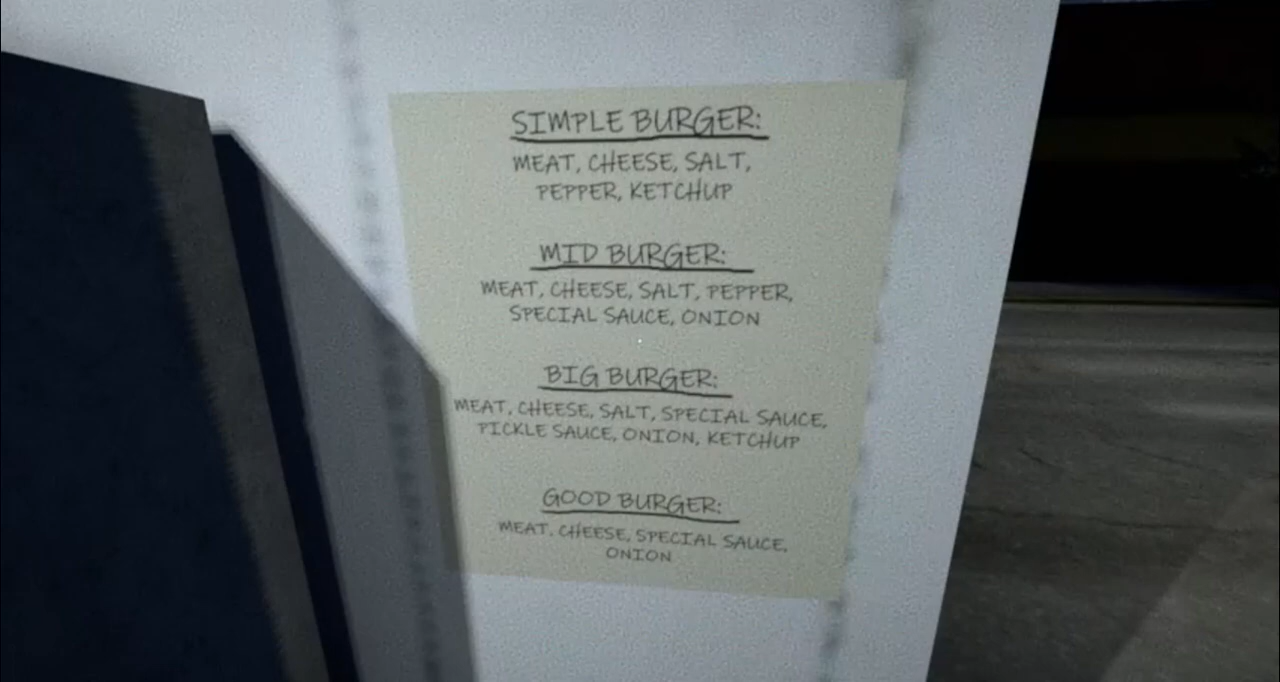 SIMPLE BURGER:
MEAT, CHEESE, SALT,
PEPPER, KETCHUP
MID BURGER:
MEAT, CHEESE, SALT, PEPPER,
SPECIAL SAUCE, ONION
BIG BURGER:
MEAT, CHEESE, SALT, SPECIAL SAUCE,
PICKLE SAUCE, ONION, KETCHUP
GOOD BURGER:
MEAT, CHEESE, SPECIAL SAUCE,
ONION